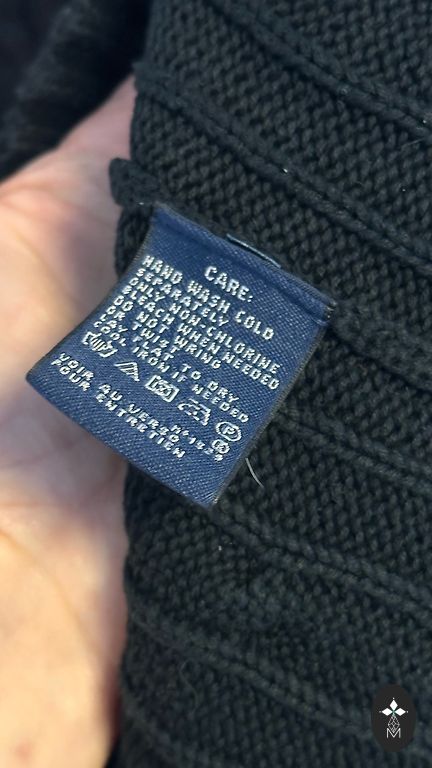 CARE:
HAND WASH COLD
SEPARATELY
ONLY NON-CHLORINE
BLEACH WHEN NEEDED
DO NOT WRING
OR TWIST
FLAT TO DRY
COOL IRON IF NEEDED
P
VOIR AU VERSO
POUR ENTRETIEN
M